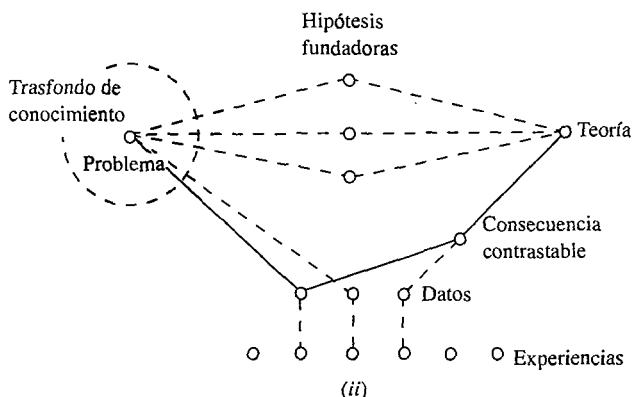 Hipótesis
fundadoras
Trasfondo de
conocimiento
Teoría
Problema
Consecuencia
contrastable
Datos
Experiencias
(ii)